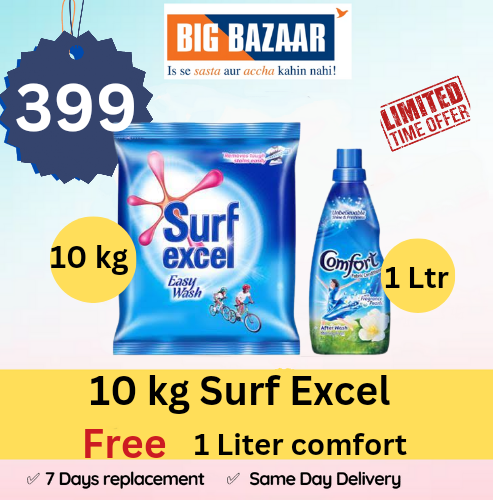 BIG BAZAAR
Is se sasta aur accha kahin nahi!
399
LIMITED
TIME OFFER
Surf
excel
Easy
Wash
10 kg
Unbelievable
Comfort
After Wash
1 Ltr
10 kg Surf Excel
Free 1 Liter comfort
✅ 7 Days replacement ✅ Same Day Delivery